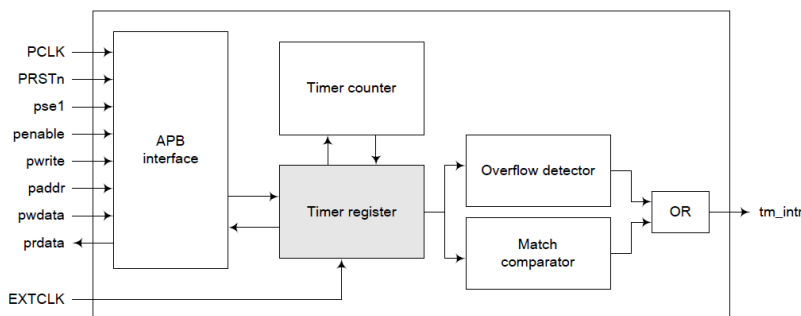 PCLK
PRSTn
pse1
penable
pwrite
paddr
pwdata
prdata
EXTCLK
APB
interface
Timer counter
Timer register
Overflow detector
Match
comparator
OR
tm_intr